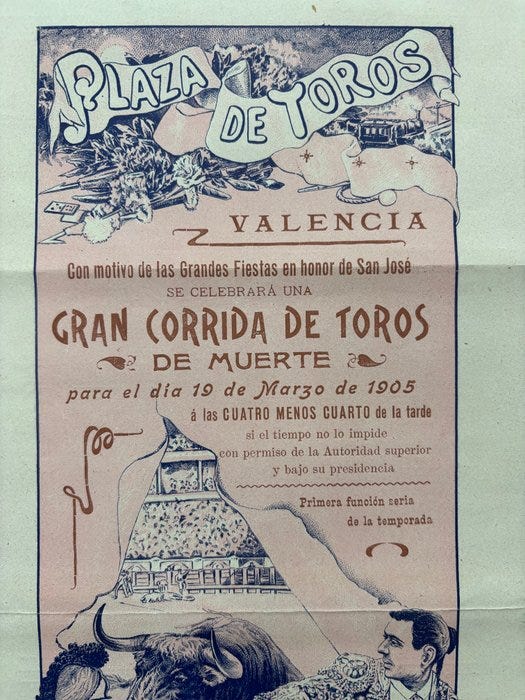 PLAZA
DE TOROS
VALENCIA
Con motivo de las Grandes Fiestas en honor de San José
SE CELEBRARÁ UNA
GRAN CORRIDA DE TOROS
DE MUERTE
para el día 19 de Marzo de 1905
á las CUATRO MENOS CUARTO de la tarde
si el tiempo no lo impide
con permiso de la Autoridad superior
y bajo su presidencia
Primera función seria
de la temporada